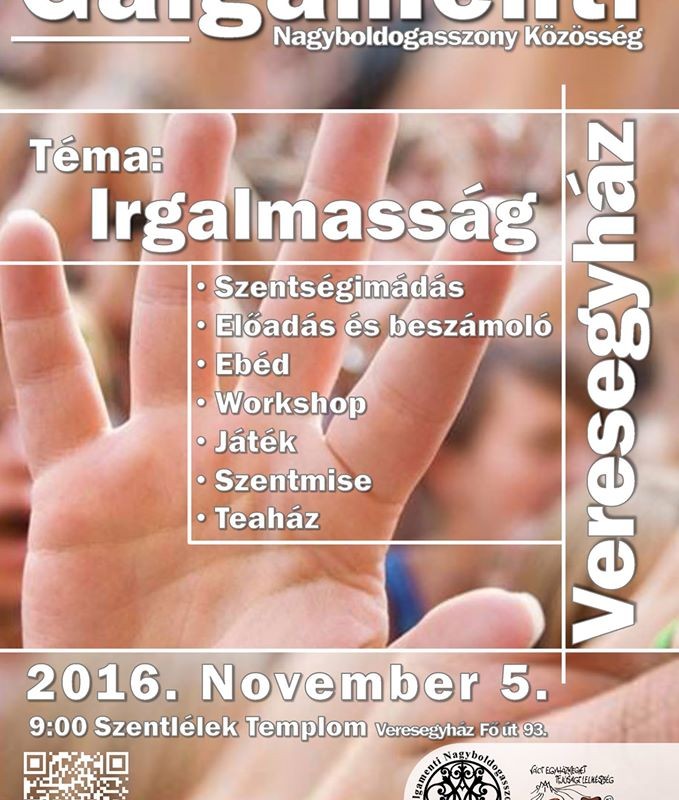 Galgamenti
Nagyboldogasszony Közösség
Téma:
Irgalmasság
• Szentségimádás
• Előadás és beszámoló
• Ebéd
• Workshop
• Játék
• Szentmise
• Teaház
Veresegyház
2016. November 5.
9:00 Szentlélek Templom Veresegyház Fő út 93.